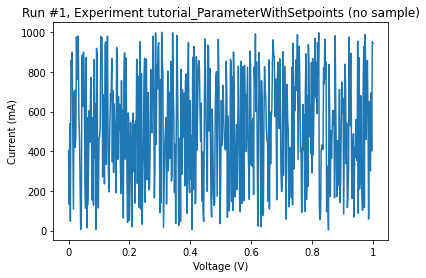 Run #1, Experiment tutorial_ParameterWithSetpoints (no sample)
1000
800
600
400
200
0
Current (mA)
0 0.2 0.4 0.6 0.8 1
Voltage (V)